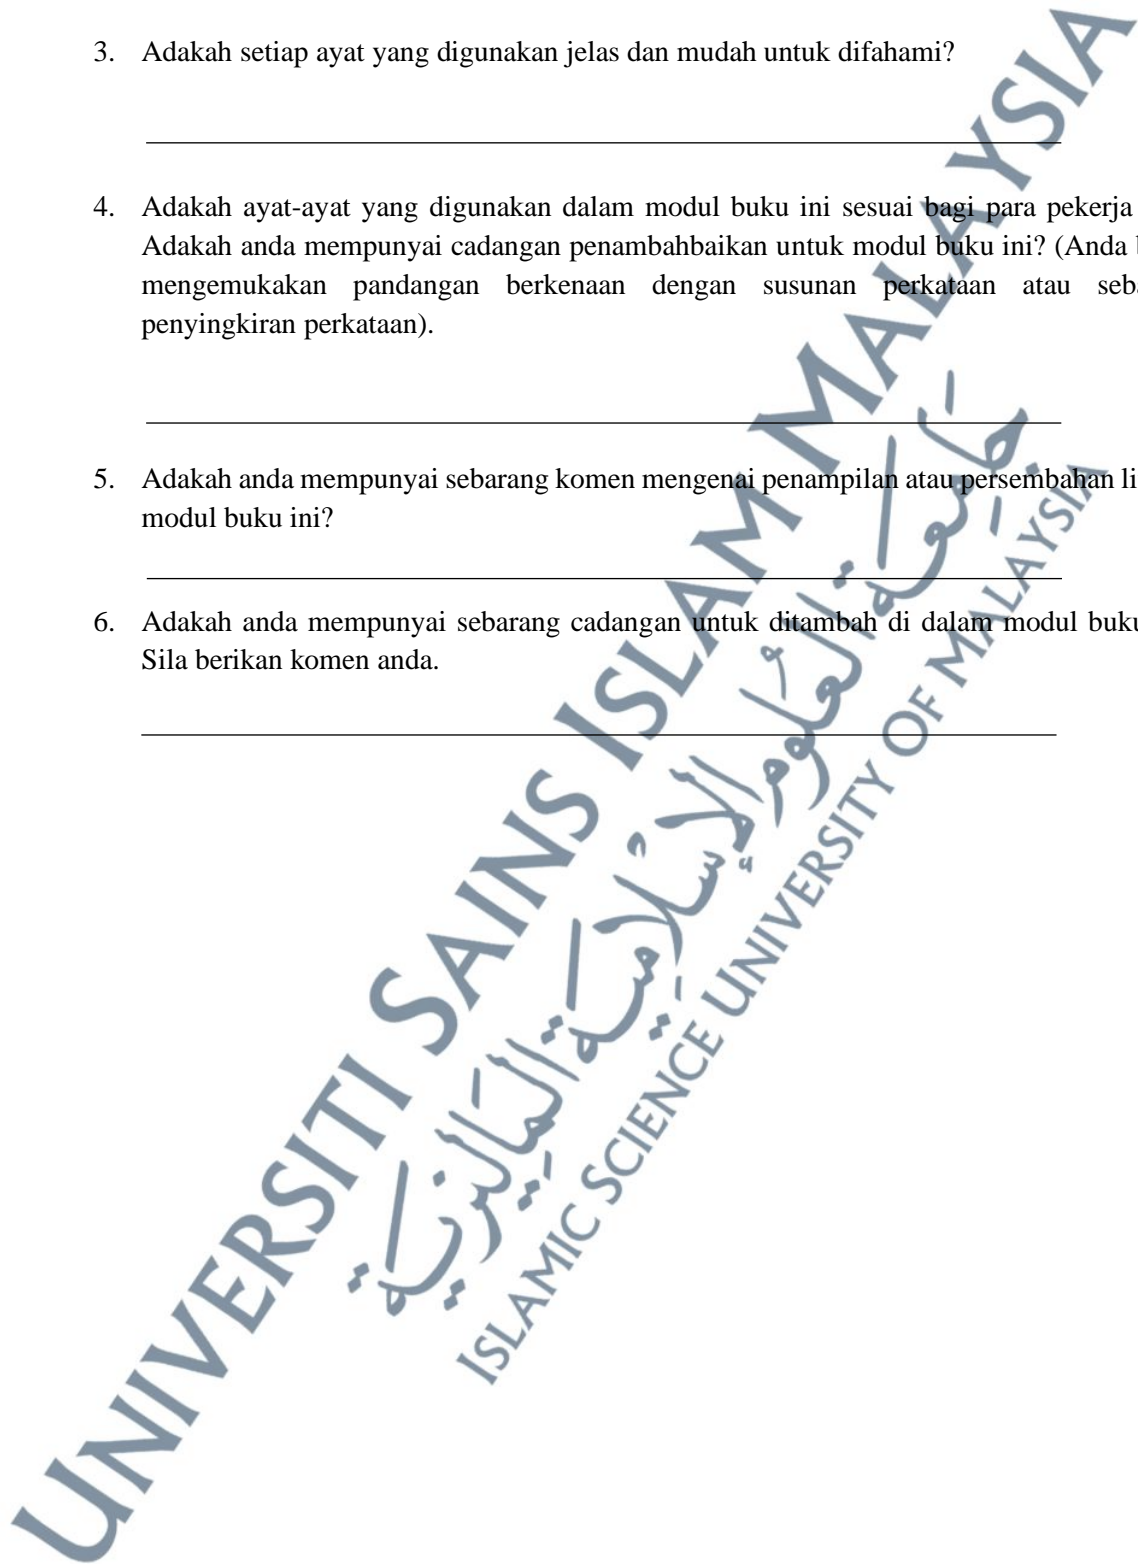 3. Adakah setiap ayat yang digunakan jelas dan mudah untuk difahami?
4. Adakah ayat-ayat yang digunakan dalam modul buku ini sesuai bagi para pekerja
Adakah anda mempunyai cadangan penambahbaikan untuk modul buku ini? (Anda
mengemukakan pandangan berkenaan dengan susunan perkataan atau
penyingkiran perkataan).
5. Adakah anda mempunyai sebarang komen mengenai penampilan atau persembahan
modul buku ini?
6. Adakah anda mempunyai sebarang cadangan untuk ditambah di dalam modul buku
Sila berikan komen anda.
UNIVERSITI SAINS ISLAM MALAYSIA
جامعة العلوم الإسلامية الماليزية
ISLAMIC SCIENCE UNIVERSITY OF MALAYSIA